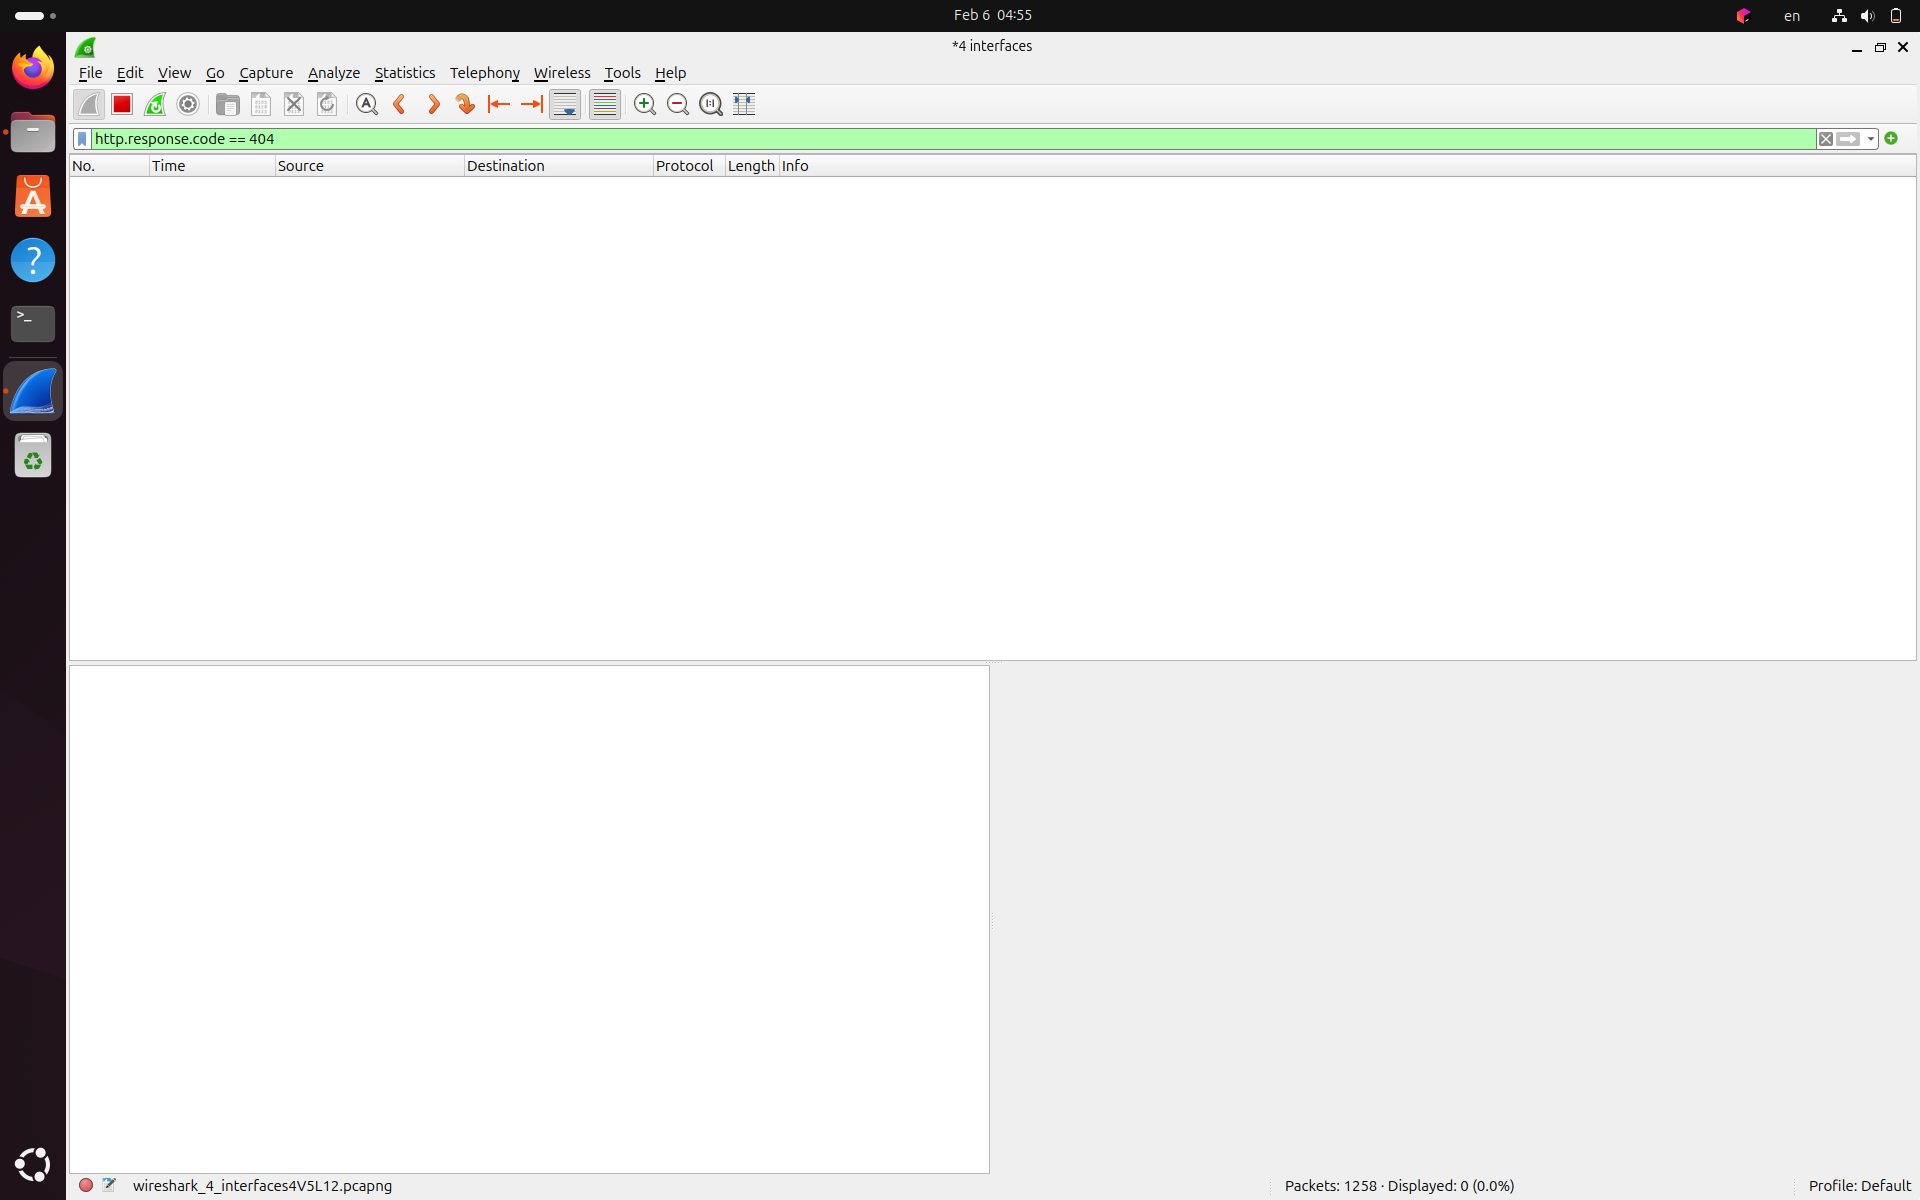 Feb 6 04:55
en
*4 interfaces
File Edit View Go Capture Analyze Statistics Telephony Wireless Tools Help
http.response.code == 404
No. Time Source Destination Protocol Length Info
wireshark_4_interfaces4V5L12.pcapng
Packets: 1258 · Displayed: 0 (0.0%)
Profile: Default